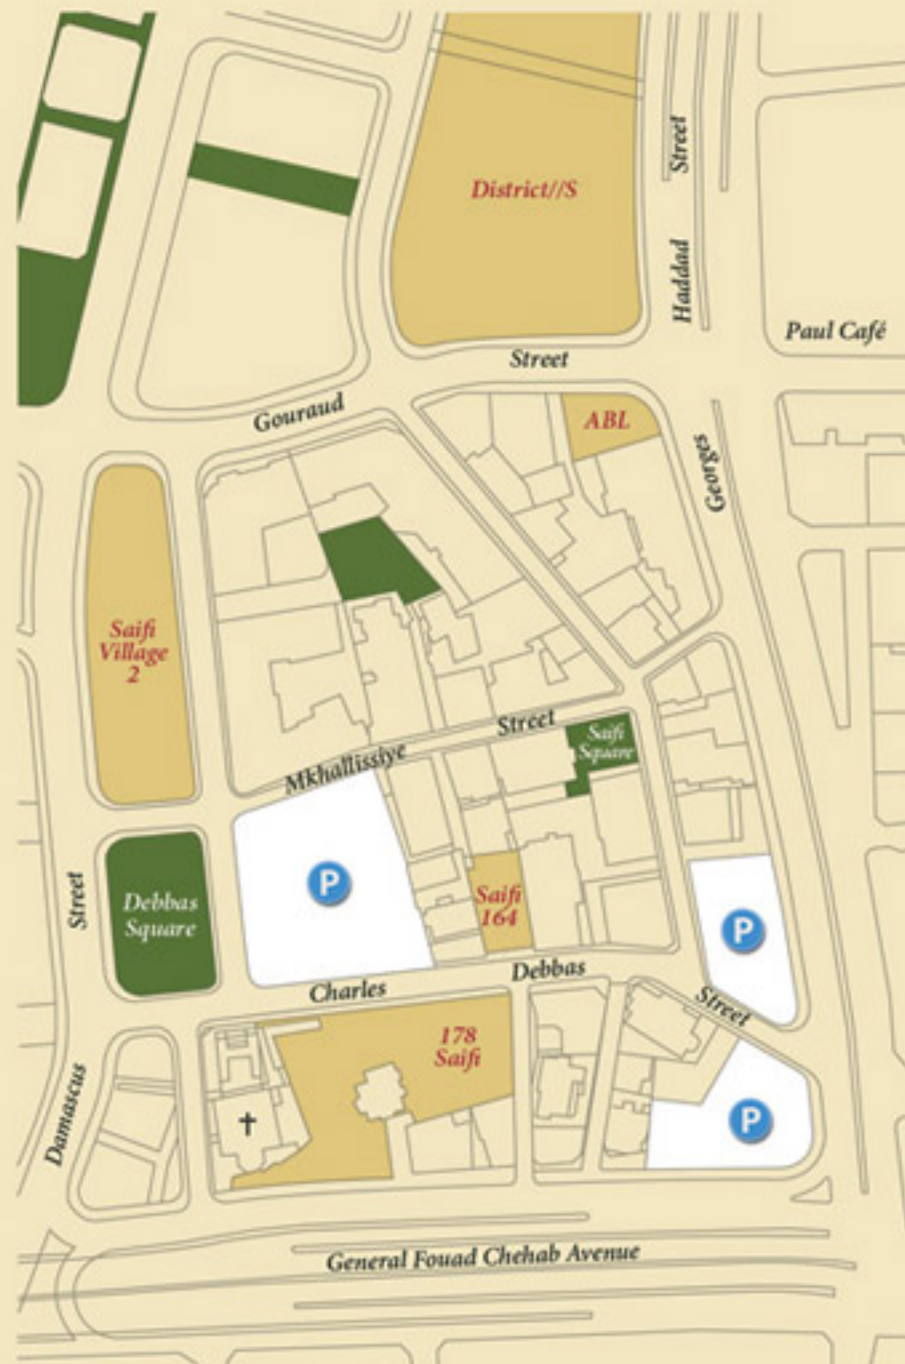 Street
Haddad
District//S
Paul Café
Street
Gouraud
ABL
Georges
Saifi
Village
2
Street
Mkhallissiye
Saifi
Square
P
Street
Debbas
Square
Saifi
164
P
Debbas
Charles
Street
178
Saifi
P
Damascus
General Fouad Chehab Avenue